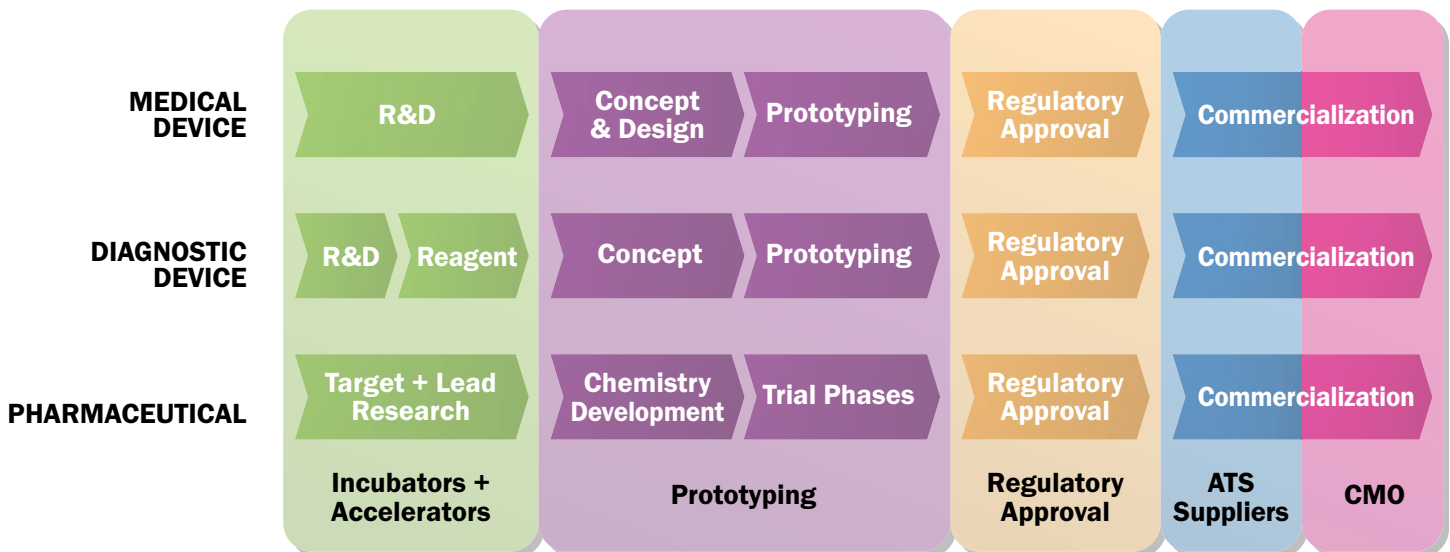 MEDICAL
DEVICE
R&D
Concept
& Design
Prototyping
Regulatory
Approval
Commercialization
DIAGNOSTIC
DEVICE
R&D
Reagent
Concept
Prototyping
Regulatory
Approval
Commercialization
PHARMACEUTICAL
Target + Lead
Research
Chemistry
Development
Trial Phases
Regulatory
Approval
Commercialization
Incubators +
Accelerators
Prototyping
Regulatory
Approval
ATS
Suppliers
CMO